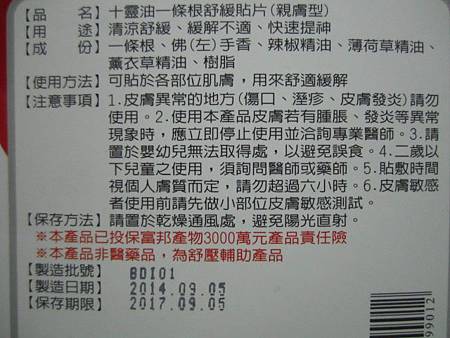 【品　　名】十靈油一條根舒緩貼片(親膚型)
【用　　途】清涼舒緩、緩解不適、快速提神
【成　　份】一條根、佛(左)手香、辣椒精油、薄荷草精油、
薰衣草精油、樹脂
【使用方法】可貼於各部位肌膚，用來舒適緩解
【注意事項】1.皮膚異常的地方(傷口、溼疹、皮膚發炎)請勿
使用。2.使用本產品皮膚若有腫脹、發炎等異常
現象時，應立即停止使用並洽詢專業醫師。3.請
置於嬰幼兒無法取得處，以避免誤食。4.二歲以
下兒童之使用，須詢問醫師或藥師。5.貼敷時間
視個人膚質而定，請勿超過六小時。6.皮膚敏感
者使用前請先做小部位皮膚敏感測試。
【保存方法】請置於乾燥通風處，避免陽光直射。
※本產品已投保富邦產物3000萬元產品責任險
※本產品非醫藥品，為舒壓輔助產品
【製造批號】BDI01
【製造日期】2014.09.05
【保存期限】2017.09.05
99012